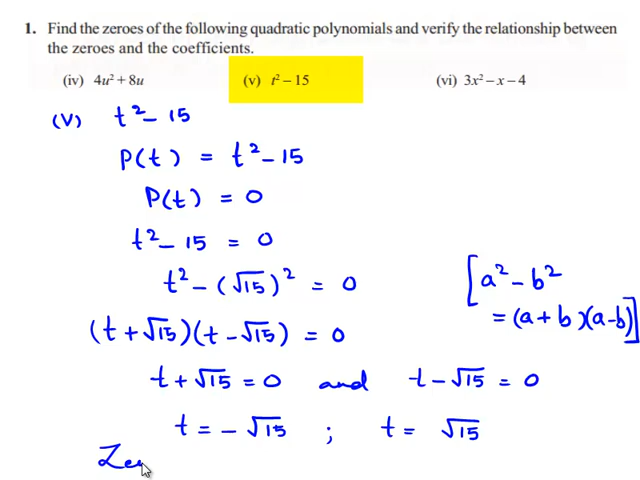 1. Find the zeroes of the following quadratic polynomials and verify the relationship between
the zeroes and the coefficients.
(iv) 4u² + 8u (v) t² – 15 (vi) 3x² – x – 4
(v) t² – 15
P(t) = t² – 15
P(t) = 0
t² – 15 = 0
t² – (√15)² = 0 [a² – b²
= (a + b)(a – b)]
(t + √15)(t – √15) = 0
t + √15 = 0 and t – √15 = 0
t = – √15 ; t = √15
Zer